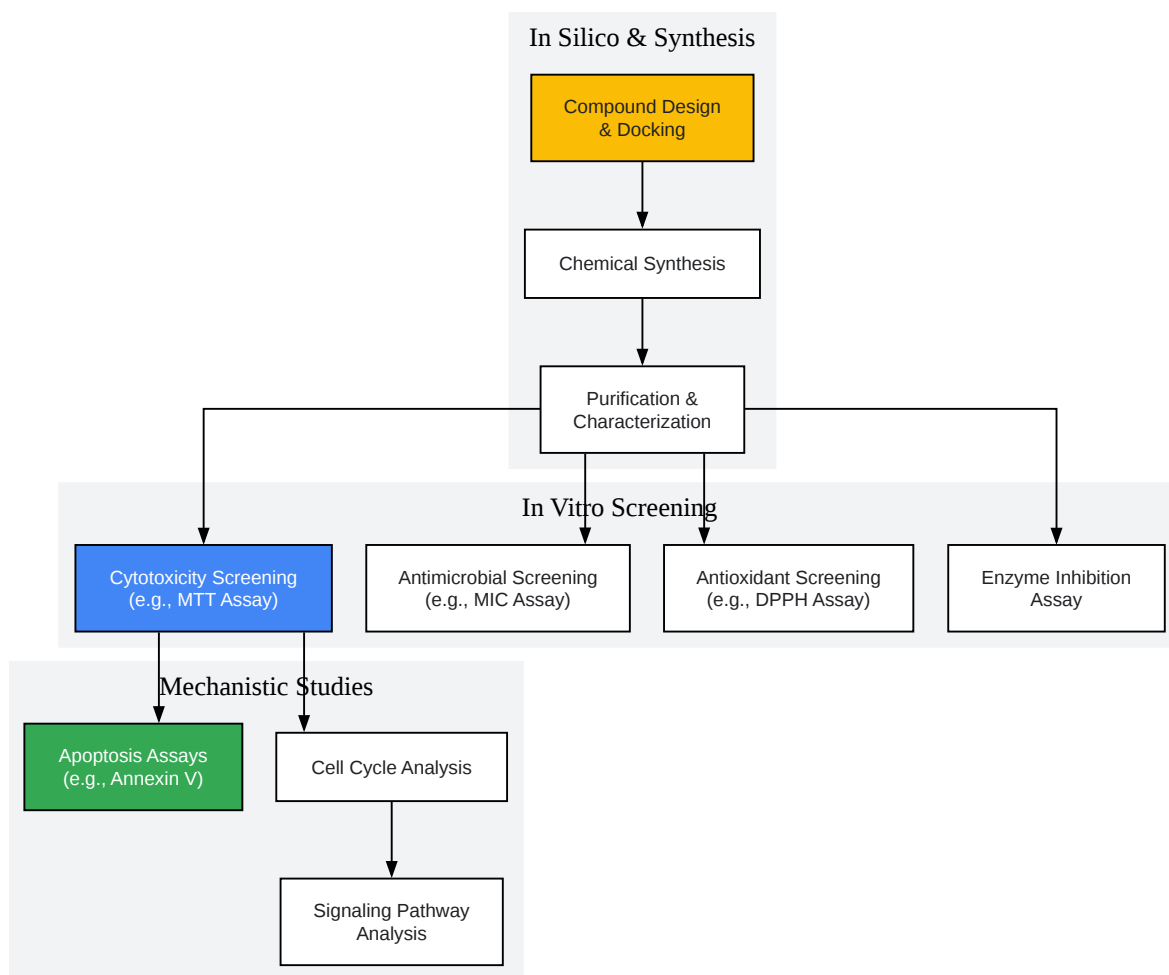 In Silico & Synthesis
Compound Design
& Docking
Chemical Synthesis
Purification &
Characterization
In Vitro Screening
Cytotoxicity Screening
(e.g., MTT Assay)
Antimicrobial Screening
(e.g., MIC Assay)
Antioxidant Screening
(e.g., DPPH Assay)
Enzyme Inhibition
Assay
Mechanistic Studies
Apoptosis Assays
(e.g., Annexin V)
Cell Cycle Analysis
Signaling Pathway
Analysis